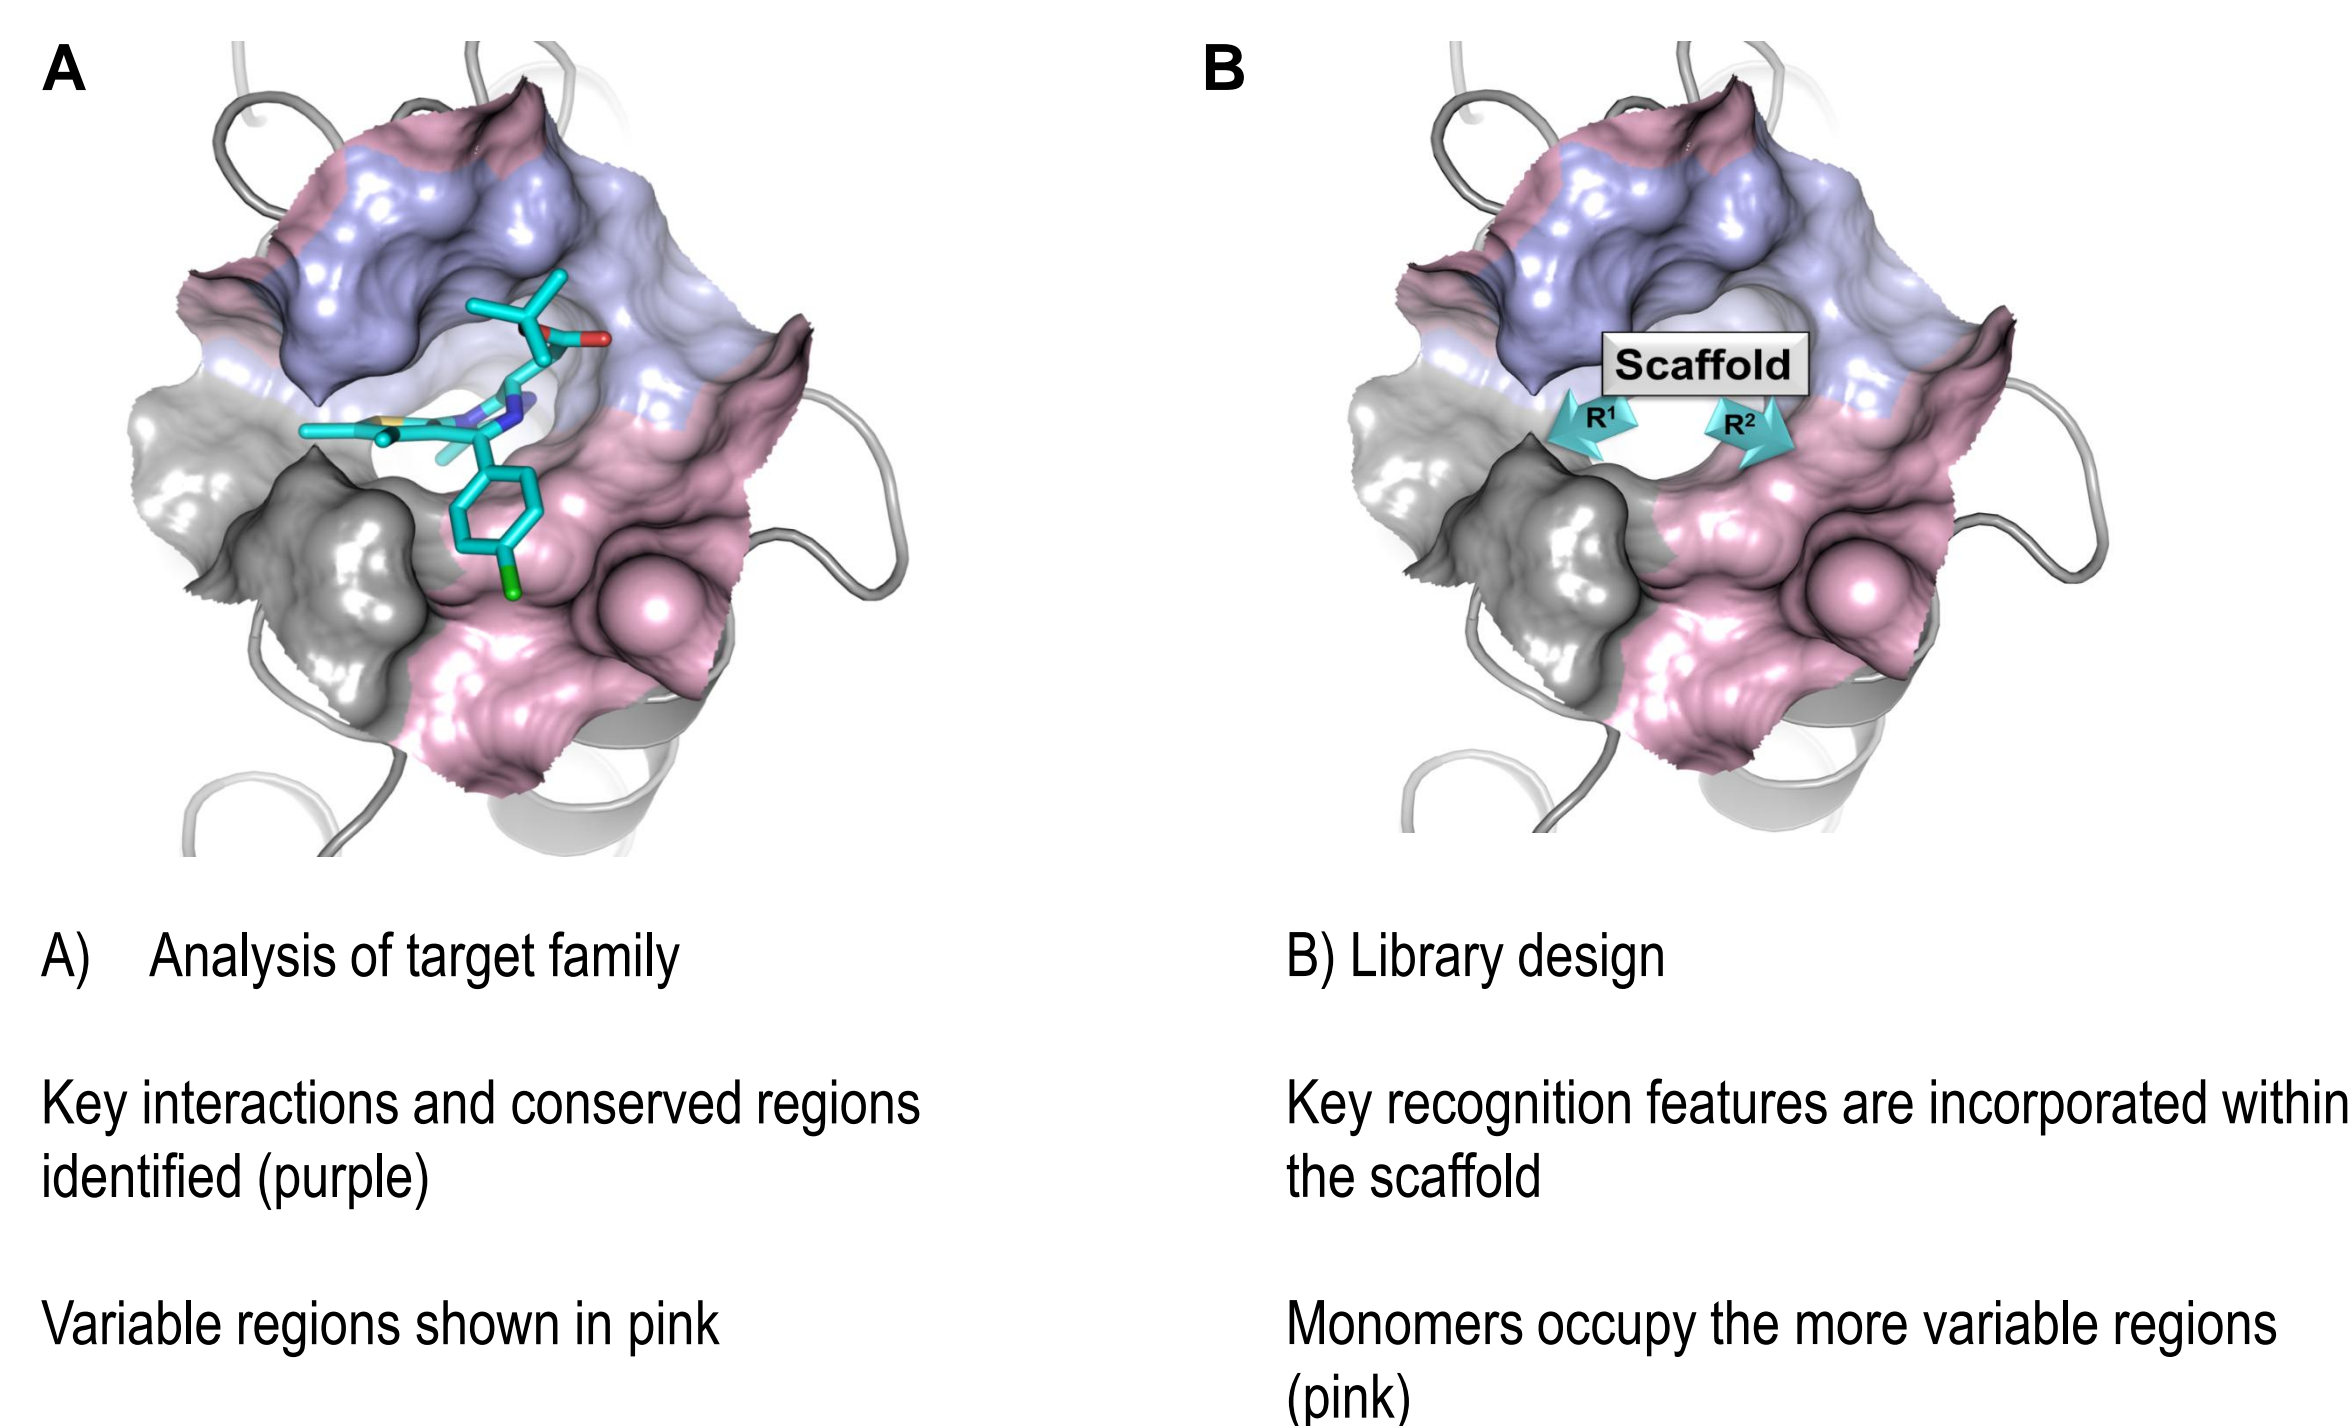 A
B
Scaffold
R¹
R²
A) Analysis of target family
Key interactions and conserved regions
identified (purple)
Variable regions shown in pink
B) Library design
Key recognition features are incorporated within
the scaffold
Monomers occupy the more variable regions
(pink)